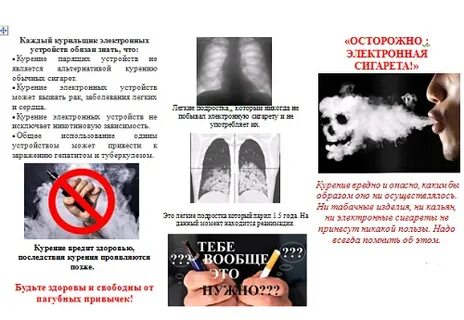 Каждый курильщик электронных
устройств обязан знать, что:
•Курение парящих устройств не
является альтернативой курению
обычных сигарет.
•Курение электронных устройств
может вызвать рак, заболевания легких
и сердца.
•Курение электронных устройств не
исключает никотиновую зависимость.
•Общее использование одним
устройством может привести к
заражению гепатитом и туберкулезом.
Курение вредит здоровью,
последствия курения проявляются
позже.
Будьте здоровы и свободны от
пагубных привычек!
Легкие подростка , который никогда не
побывал электронную сигарету и не
употребляет их.
Это легкие подростка который парил 1.5 года. На
данный момент находится реанимации.
ТЕБЕ
ВООБЩЕ
??? ЭТО ???
НУЖНО???
«ОСТОРОЖНО :
ЭЛЕКТРОННАЯ
СИГАРЕТА!»
Курение вредно и опасно, каким бы
образом оно ни осуществлялось.
Ни табачные изделия, ни кальян,
ни электронные сигареты не
принесут никакой пользы. Надо
всегда помнить об этом.